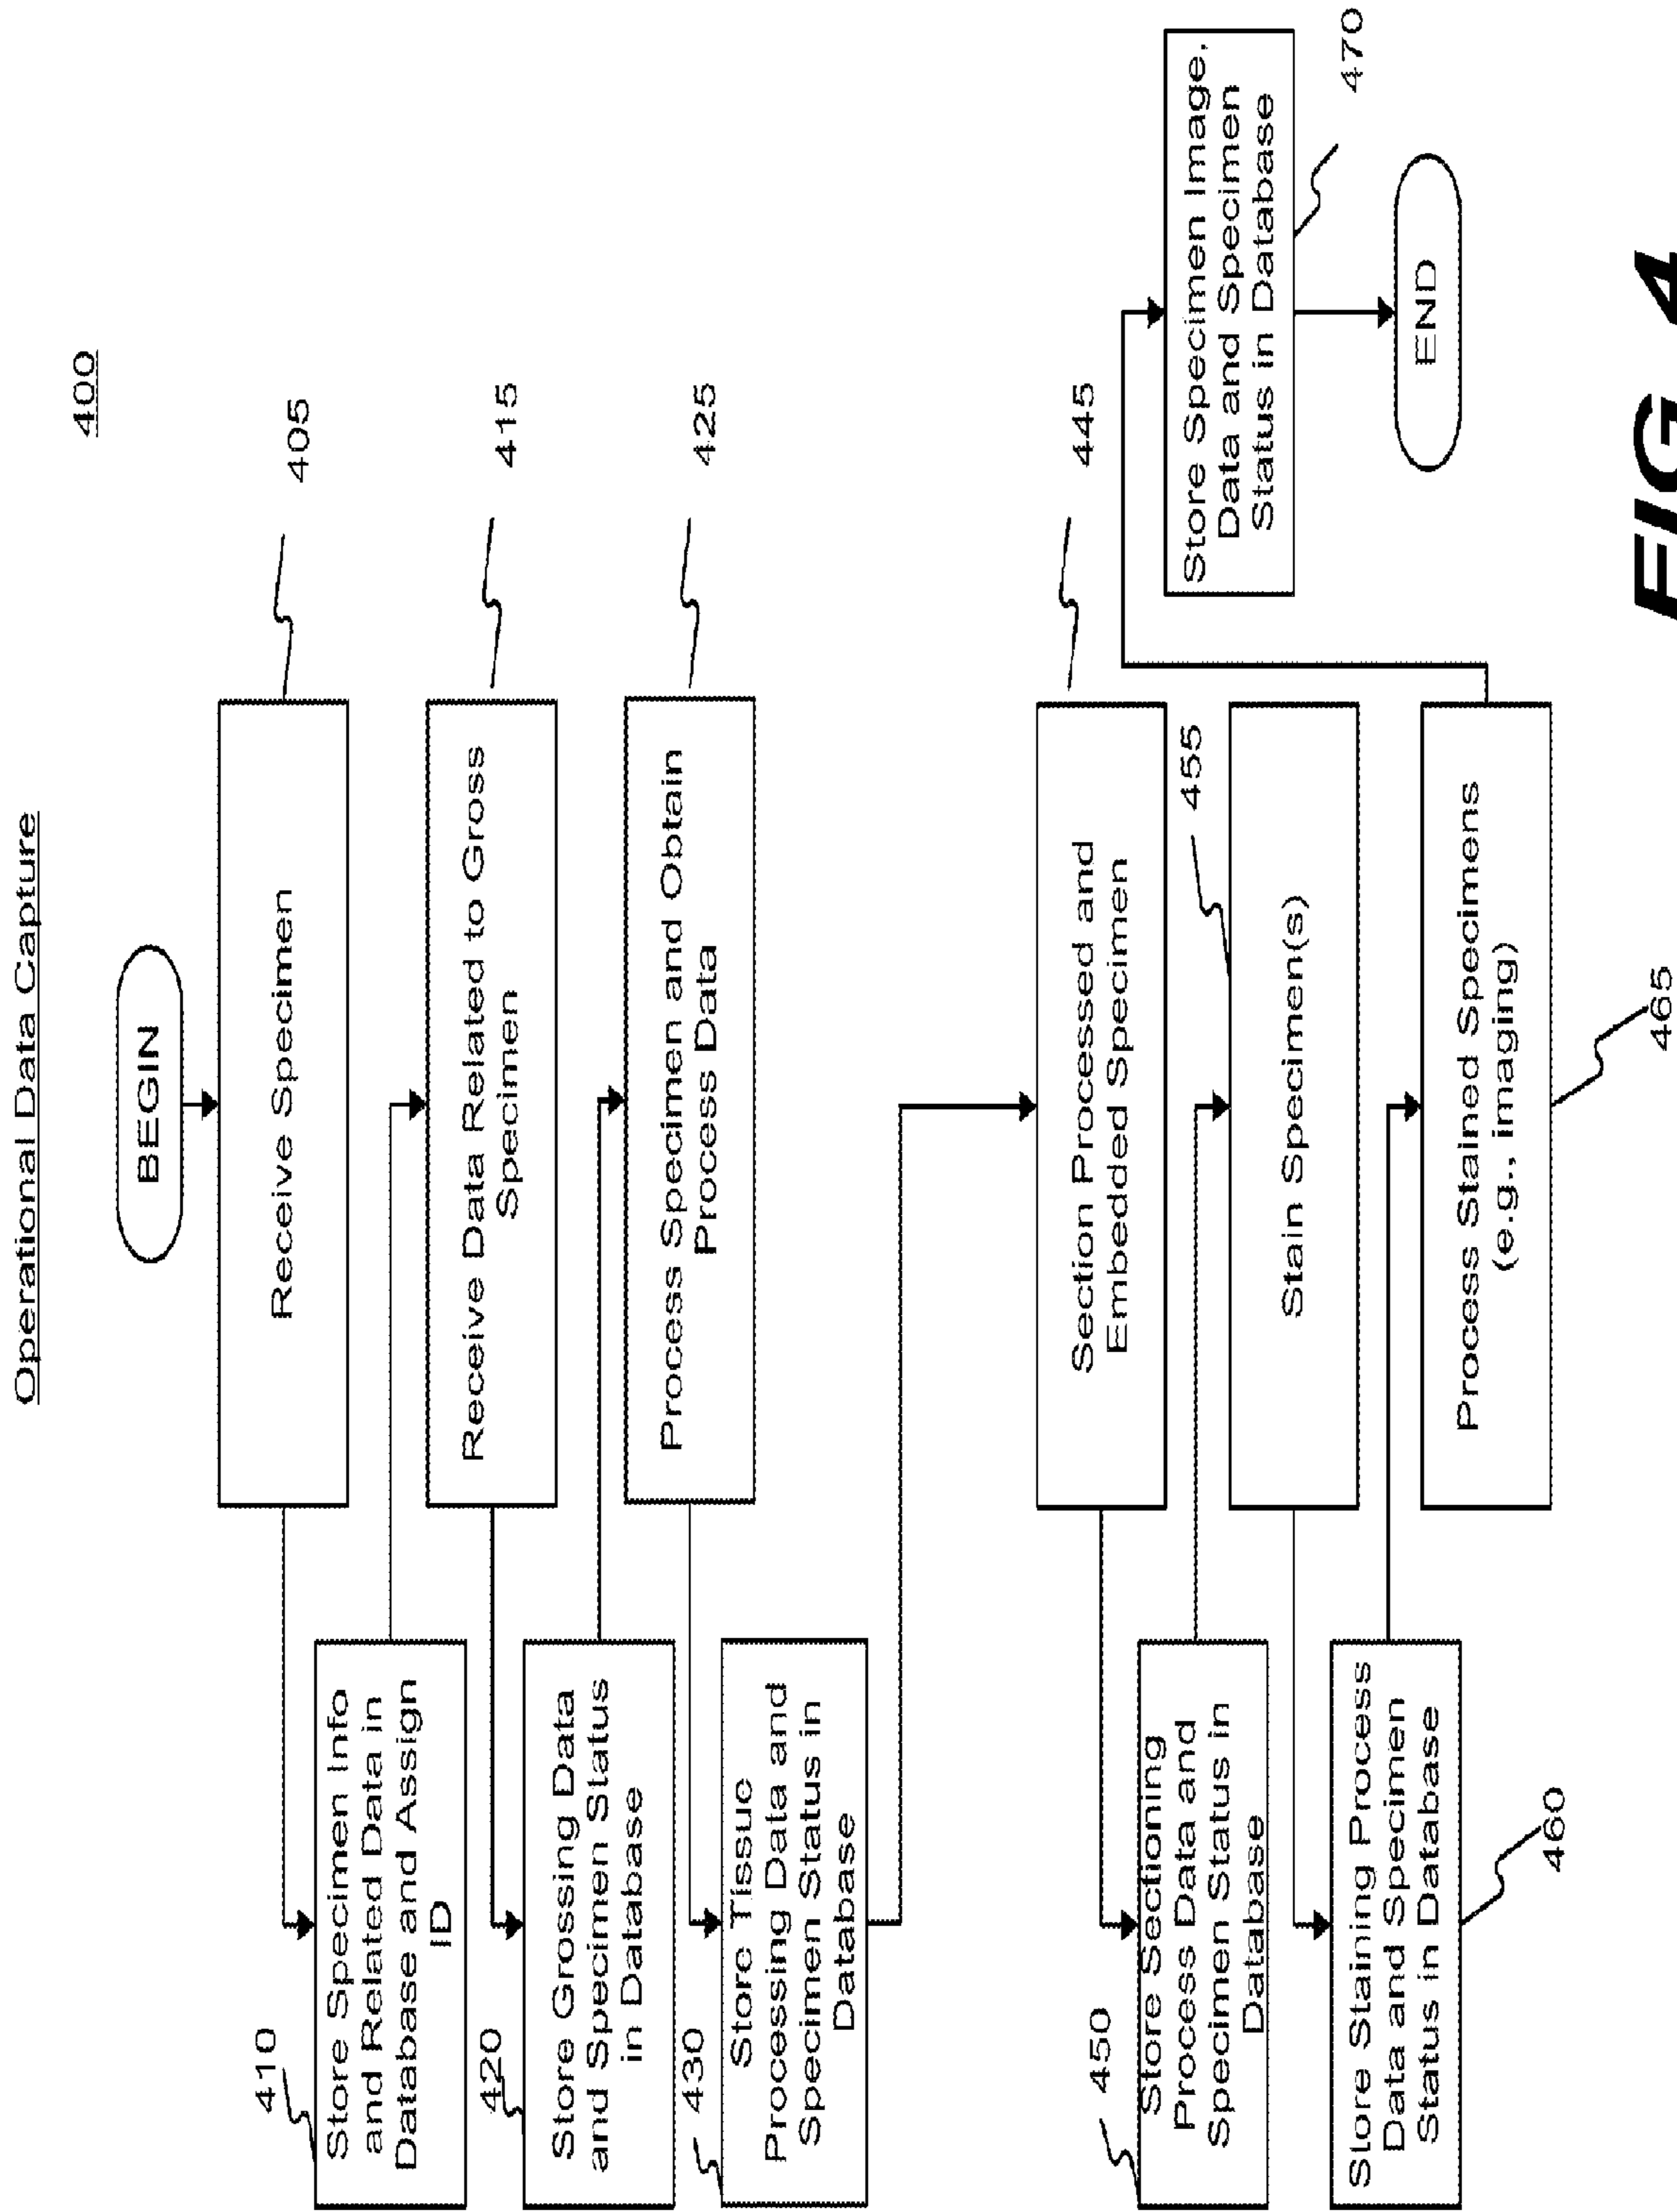 Operational Data Capture
400
BEGIN
Receive Specimen
405
410
Store Specimen Info
and Related Data in
Database and Assign
ID
Receive Data Related to Gross
Specimen
415
420
Store Grossing Data
and Specimen Status
in Database
Process Specimen and Obtain
Process Data
425
430
Store Tissue
Processing Data and
Specimen Status in
Database
Section Processed and
Embedded Specimen
445
450
Store Sectioning
Process Data and
Specimen Status in
Database
455
Stain Specimen(s)
Store Staining Process
Data and Specimen
Status in Database
460
Process Stained Specimens
(e.g., imaging)
465
Store Specimen Image,
Data and Specimen
Status in Database
470
END
FIG 4